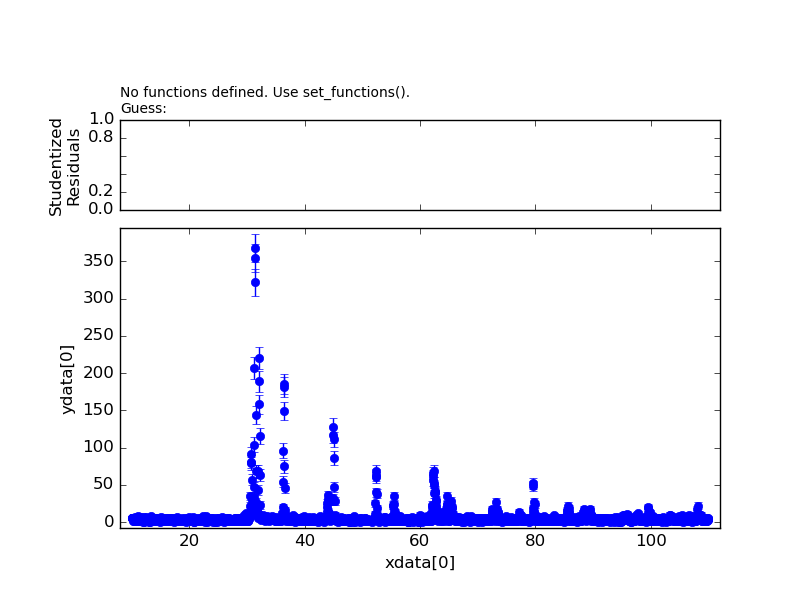 No functions defined. Use set_functions().
Guess:
Studentized
Residuals
1.0
0.8
0.2
0.0
ydata[0]
350
300
250
200
150
100
50
0
20 40 60 80 100
xdata[0]